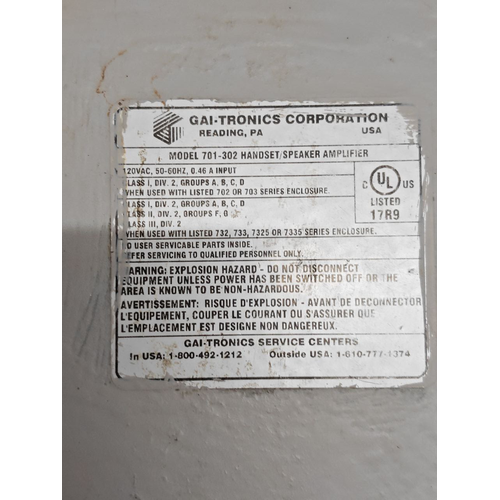 GAI-TRONICS CORPORATION
READING, PA USA
MODEL 701-302 HANDSET/SPEAKER AMPLIFIER
120VAC, 50-60HZ, 0.46 A INPUT
CLASS I, DIV. 2, GROUPS A, B, C, D
WHEN USED WITH LISTED 702 OR 703 SERIES ENCLOSURE.
CLASS I, DIV. 2, GROUPS A, B, C, D
CLASS II, DIV. 2, GROUPS F, G
CLASS III, DIV. 2
WHEN USED WITH LISTED 732, 733, 7325 OR 7335 SERIES ENCLOSURE.
NO USER SERVICABLE PARTS INSIDE.
REFER SERVICING TO QUALIFIED PERSONNEL ONLY.
C UL US
LISTED
17R9
WARNING: EXPLOSION HAZARD - DO NOT DISCONNECT
EQUIPMENT UNLESS POWER HAS BEEN SWITCHED OFF OR THE
AREA IS KNOWN TO BE NON-HAZARDOUS.
AVERTISSEMENT: RISQUE D'EXPLOSION - AVANT DE DECONNECTOR
L'EQUIPEMENT, COUPER LE COURANT OU S'ASSURER QUE
L'EMPLACEMENT EST DESIGNE NON DANGEREUX.
GAI-TRONICS SERVICE CENTERS
In USA: 1-800-492-1212 Outside USA: 1-610-777-1374